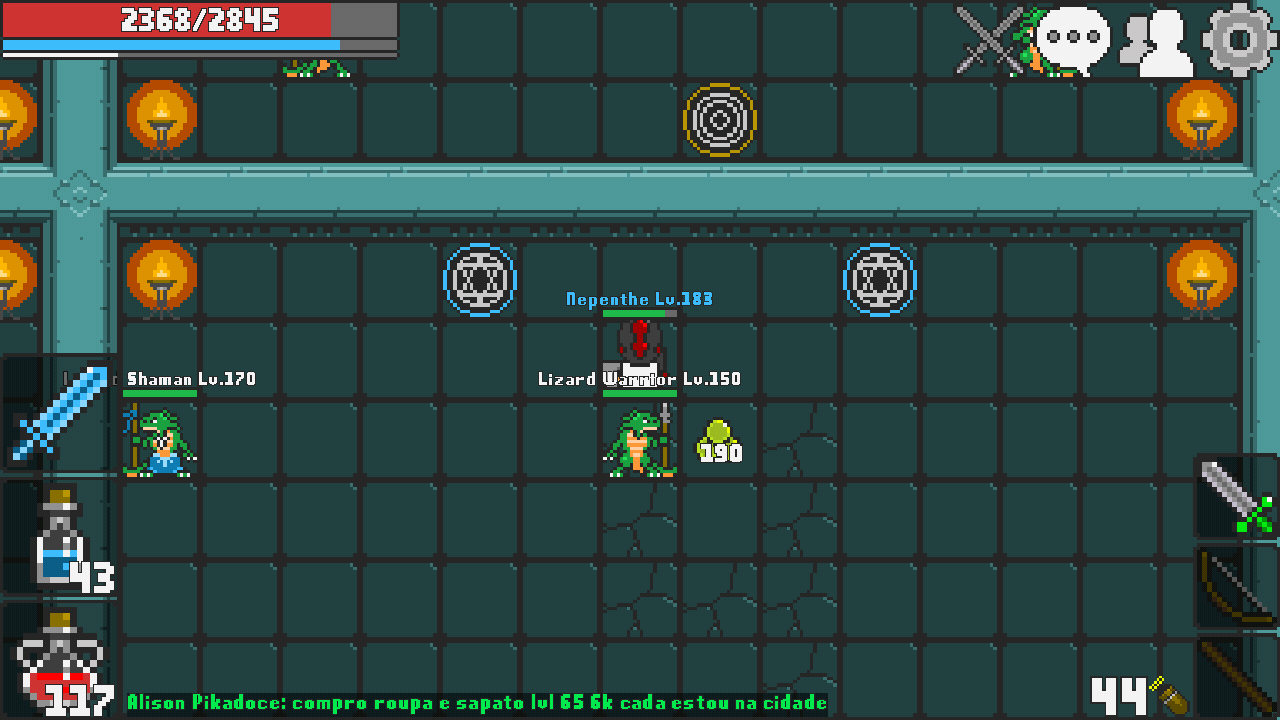 2368/2845
Nepenthe Lv.183
Shaman Lv.170
Lizard Warrior Lv.150
190
43
117
44
Alison Pikadoce: compro roupa e sapato lvl 65 6k cada estou na cidade